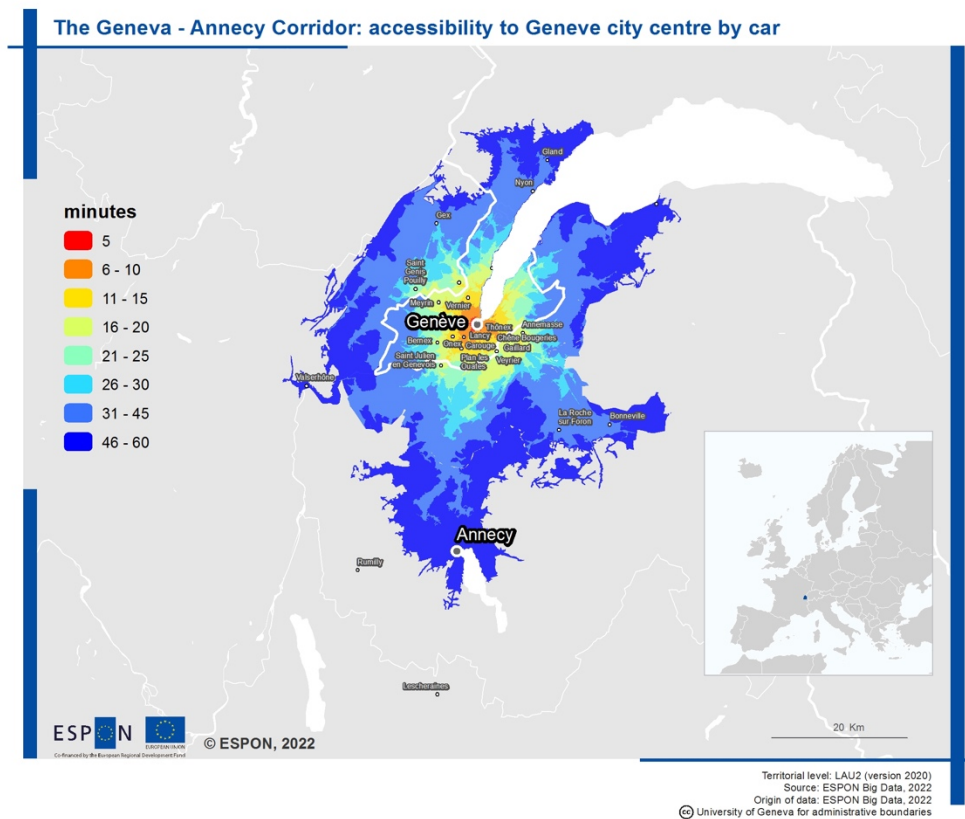 The Geneva - Annecy Corridor: accessibility to Geneve city centre by car
minutes
5
6 - 10
11 - 15
16 - 20
21 - 25
26 - 30
31 - 45
46 - 60
Gland
Nyon
Gex
Saint
Genis
Pouilly
Meyrin
Vernier
Genève
Thônex
Annemasse
Lancy
Chêne Bougeries
Bernex
Onex
Carouge
Gaillard
Saint Julien
en Genevois
Plan les
Ouates
Veyrier
Valserhône
La Roche
sur Foron
Bonneville
Annecy
Rumilly
Lescheraines
20 Km
ESPON
EUROPEAN UNION
Co-financed by the European Regional Development Fund
© ESPON, 2022
Territorial level: LAU2 (version 2020)
Source: ESPON Big Data, 2022
Origin of data: ESPON Big Data, 2022
cc University of Geneva for administrative boundaries